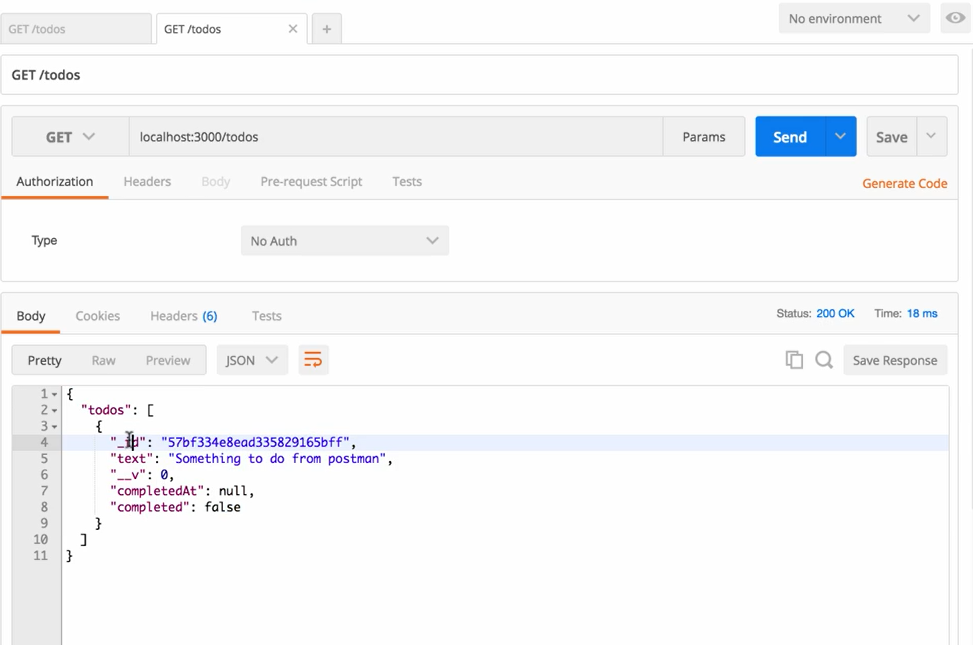 GET /todos
GET /todos
No environment
GET /todos
GET
localhost:3000/todos
Params
Send
Save
Authorization
Headers
Body
Pre-request Script
Tests
Generate Code
Type
No Auth
Body
Cookies
Headers (6)
Tests
Status: 200 OK
Time: 18 ms
Pretty
Raw
Preview
JSON
Save Response
1 {
2 "todos": [
3 {
4 "_id": "57bf334e8ead335829165bff",
5 "text": "Something to do from postman",
6 "__v": 0,
7 "completedAt": null,
8 "completed": false
9 }
10 ]
11 }